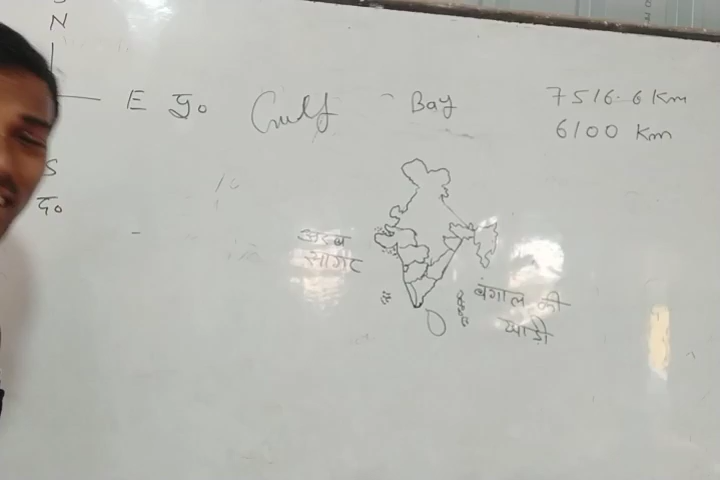 N
E पू०
Gulf
Bay
7516.6 Km
6100 Km
S
द०
अरब
सागर
बंगाल की
खाड़ी